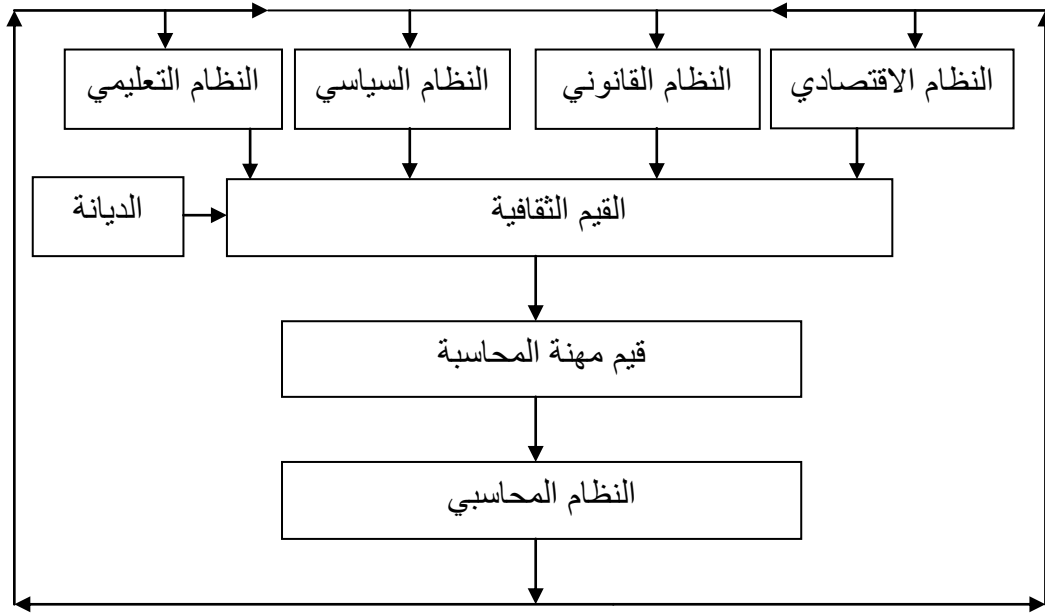 النظام الاقتصادي
النظام القانوني
النظام السياسي
النظام التعليمي
القيم الثقافية
الديانة
قيم مهنة المحاسبة
النظام المحاسبي